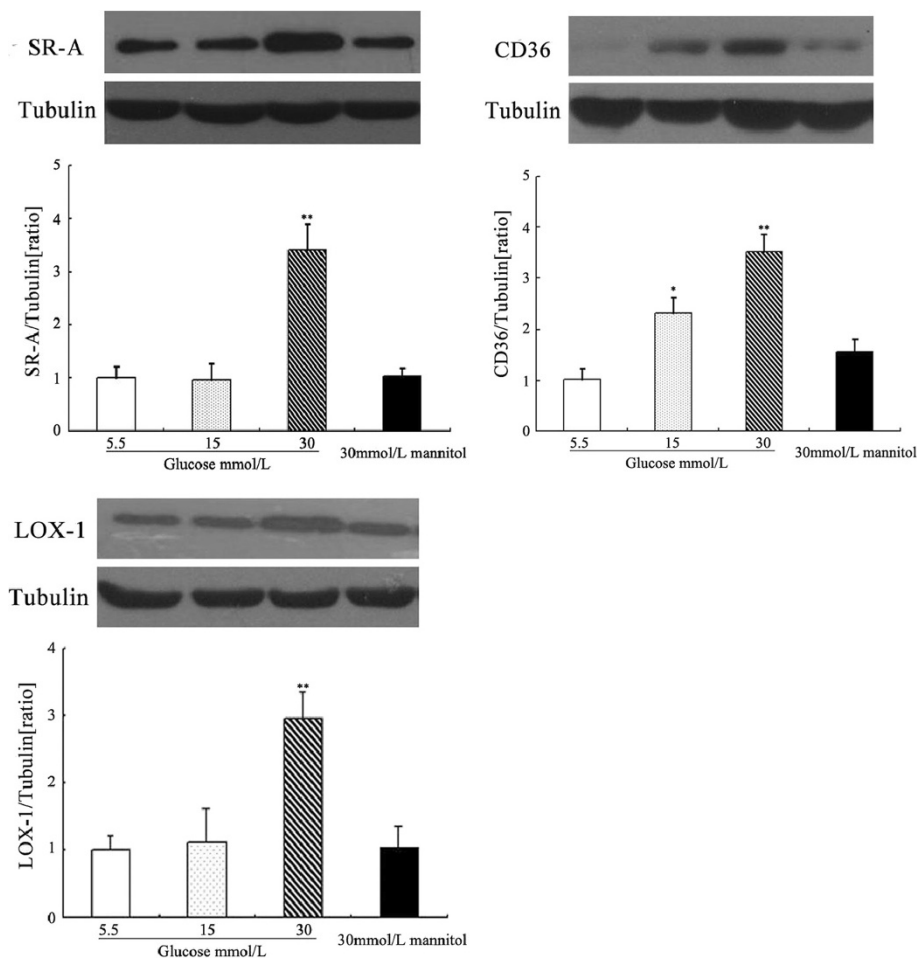 SR-A
Tubulin
SR-A/Tubulin[ratio]
5
4
3
2
1
0
**
5.5 15 30 30mmol/L mannitol
Glucose mmol/L
CD36
Tubulin
CD36/Tubulin[ratio]
5
4
3
2
1
0
*
**
5.5 15 30 30mmol/L mannitol
Glucose mmol/L
LOX-1
Tubulin
LOX-1/Tubulin[ratio]
4
3
2
1
0
**
5.5 15 30 30mmol/L mannitol
Glucose mmol/L